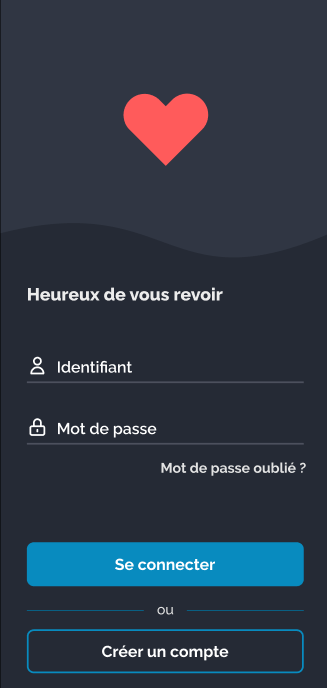 Heureux de vous revoir
Identifiant
Mot de passe
Mot de passe oublié ?
Se connecter
ou
Créer un compte